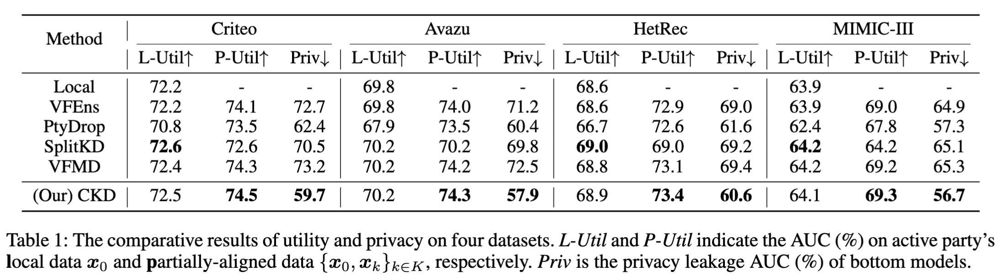 Method Criteo Avazu HetRec MIMIC-III
L-Util↑ P-Util↑ Priv↓ L-Util↑ P-Util↑ Priv↓ L-Util↑ P-Util↑ Priv↓ L-Util↑ P-Util↑ Priv↓
Local 72.2 - - 69.8 - - 68.6 - - 63.9 - -
VFEns 72.2 74.1 72.7 69.8 74.0 71.2 68.6 72.9 69.0 63.9 69.0 64.9
PtyDrop 70.8 73.5 62.4 67.9 73.5 60.4 66.7 72.6 61.6 62.4 67.8 57.3
SplitKD 72.6 72.6 70.5 70.2 70.2 69.8 69.0 69.0 69.2 64.2 64.2 65.1
VFMD 72.4 74.3 73.2 70.2 74.2 72.5 68.8 73.1 69.4 64.2 69.2 65.3
(Our) CKD 72.5 74.5 59.7 70.2 74.3 57.9 68.9 73.4 60.6 64.1 69.3 56.7
Table 1: The comparative results of utility and privacy on four datasets. L-Util and P-Util indicate the AUC (%) on active party's
local data x₀ and partially-aligned data {x₀, xₖ}ₖ∈K, respectively. Priv is the privacy leakage AUC (%) of bottom models.